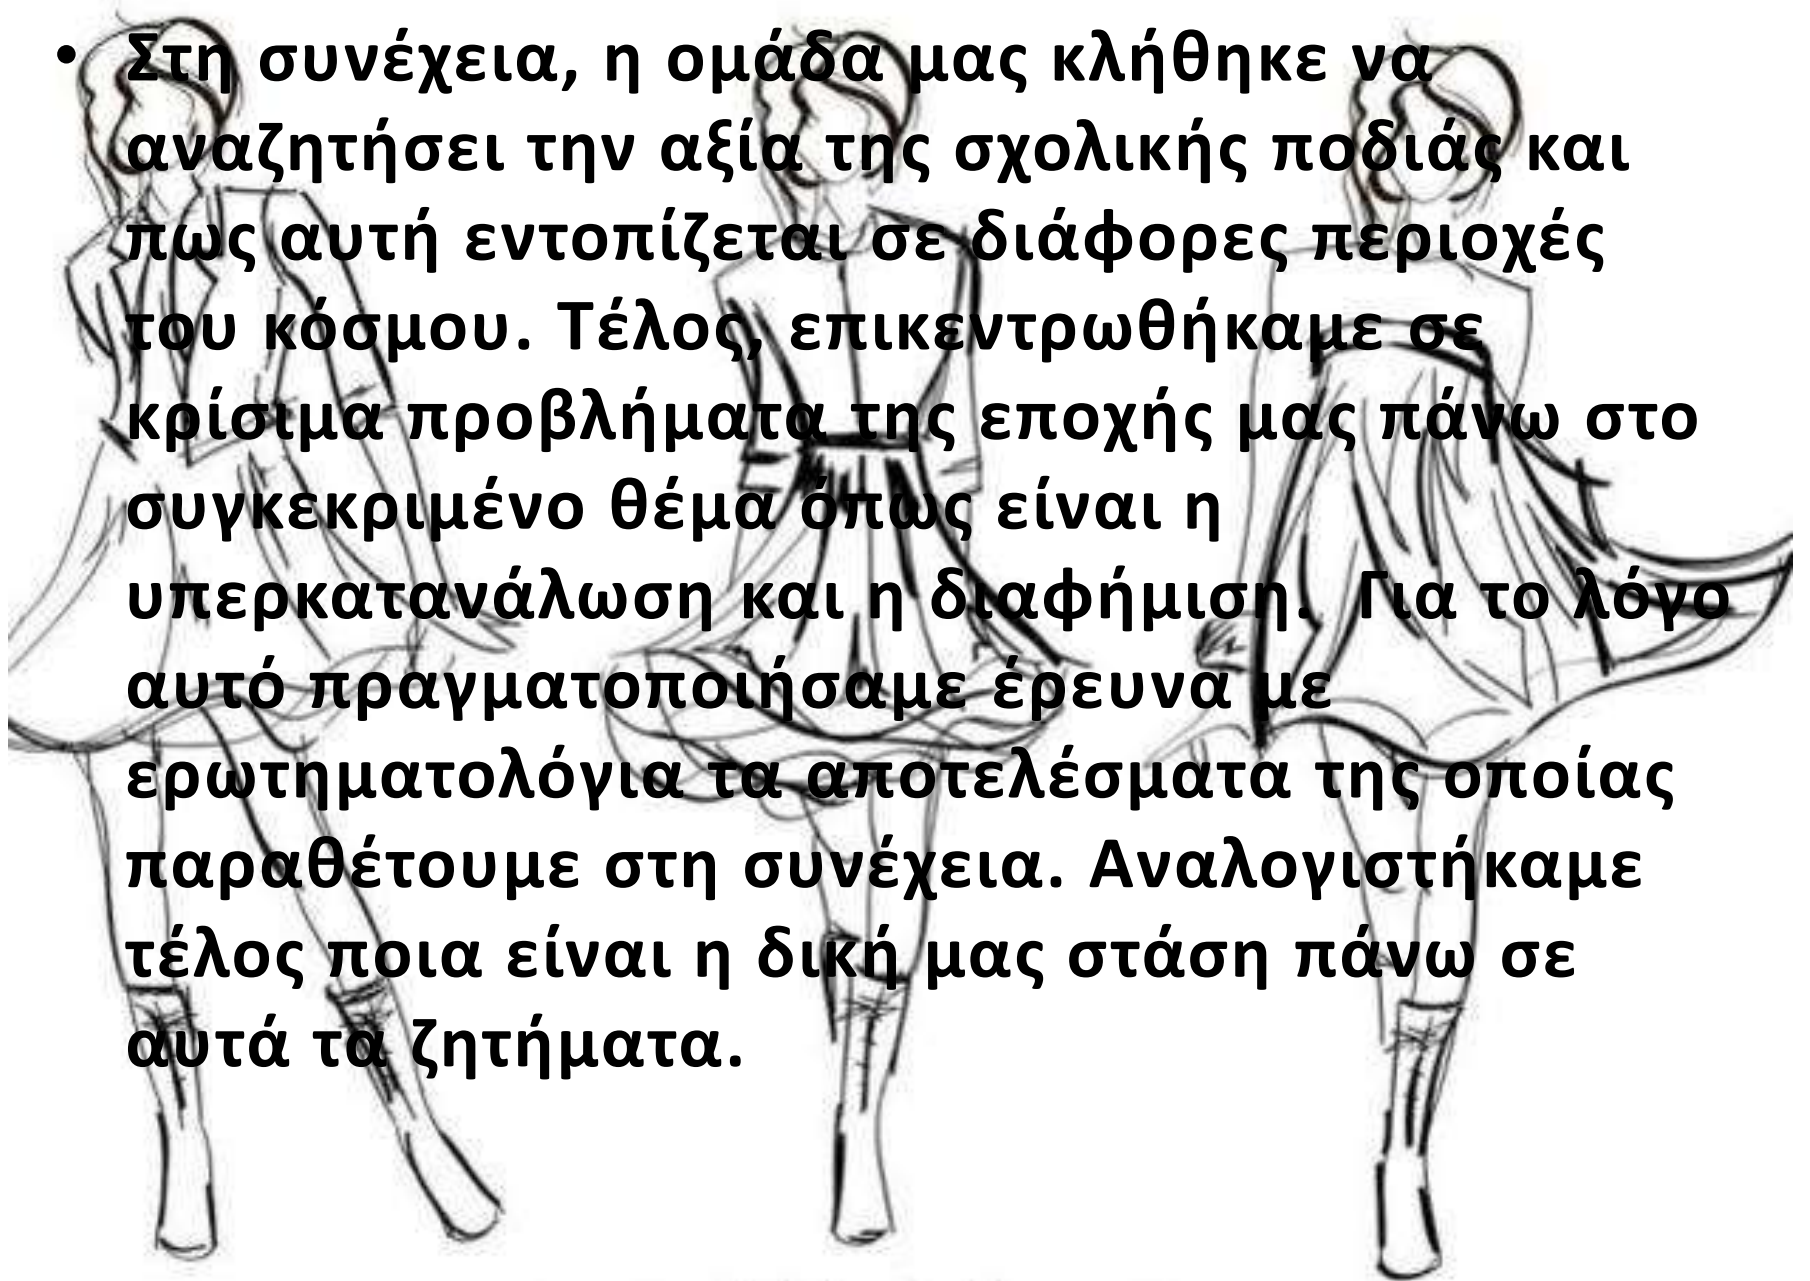 • Στη συνέχεια, η ομάδα μας κλήθηκε να
αναζητήσει την αξία της σχολικής ποδιάς και
πως αυτή εντοπίζεται σε διάφορες περιοχές
του κόσμου. Τέλος, επικεντρωθήκαμε σε
κρίσιμα προβλήματα της εποχής μας πάνω στο
συγκεκριμένο θέμα όπως είναι η
υπερκατανάλωση και η διαφήμιση. Για το λόγο
αυτό πραγματοποιήσαμε έρευνα με
ερωτηματολόγια τα αποτελέσματα της οποίας
παραθέτουμε στη συνέχεια. Αναλογιστήκαμε
τέλος ποια είναι η δική μας στάση πάνω σε
αυτά τα ζητήματα.